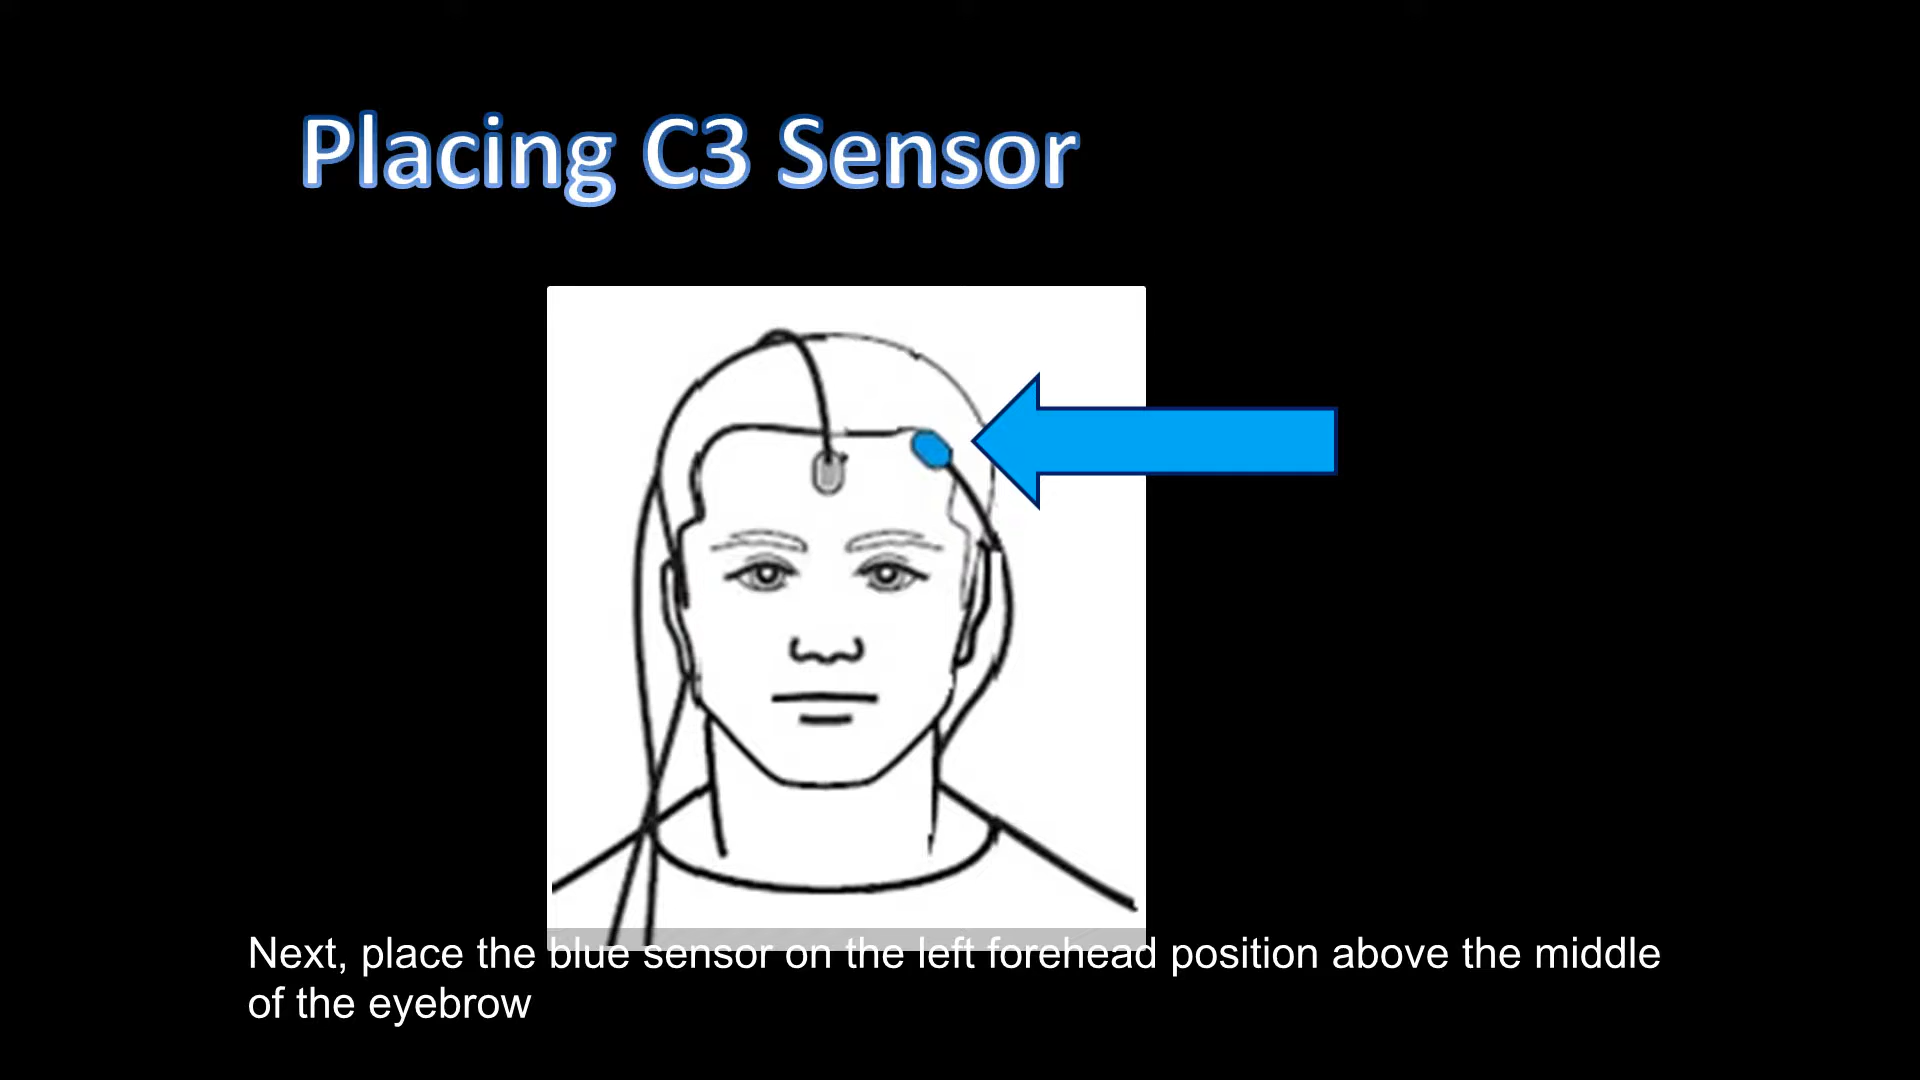 Placing C3 Sensor
Next, place the blue sensor on the left forehead position above the middle
of the eyebrow